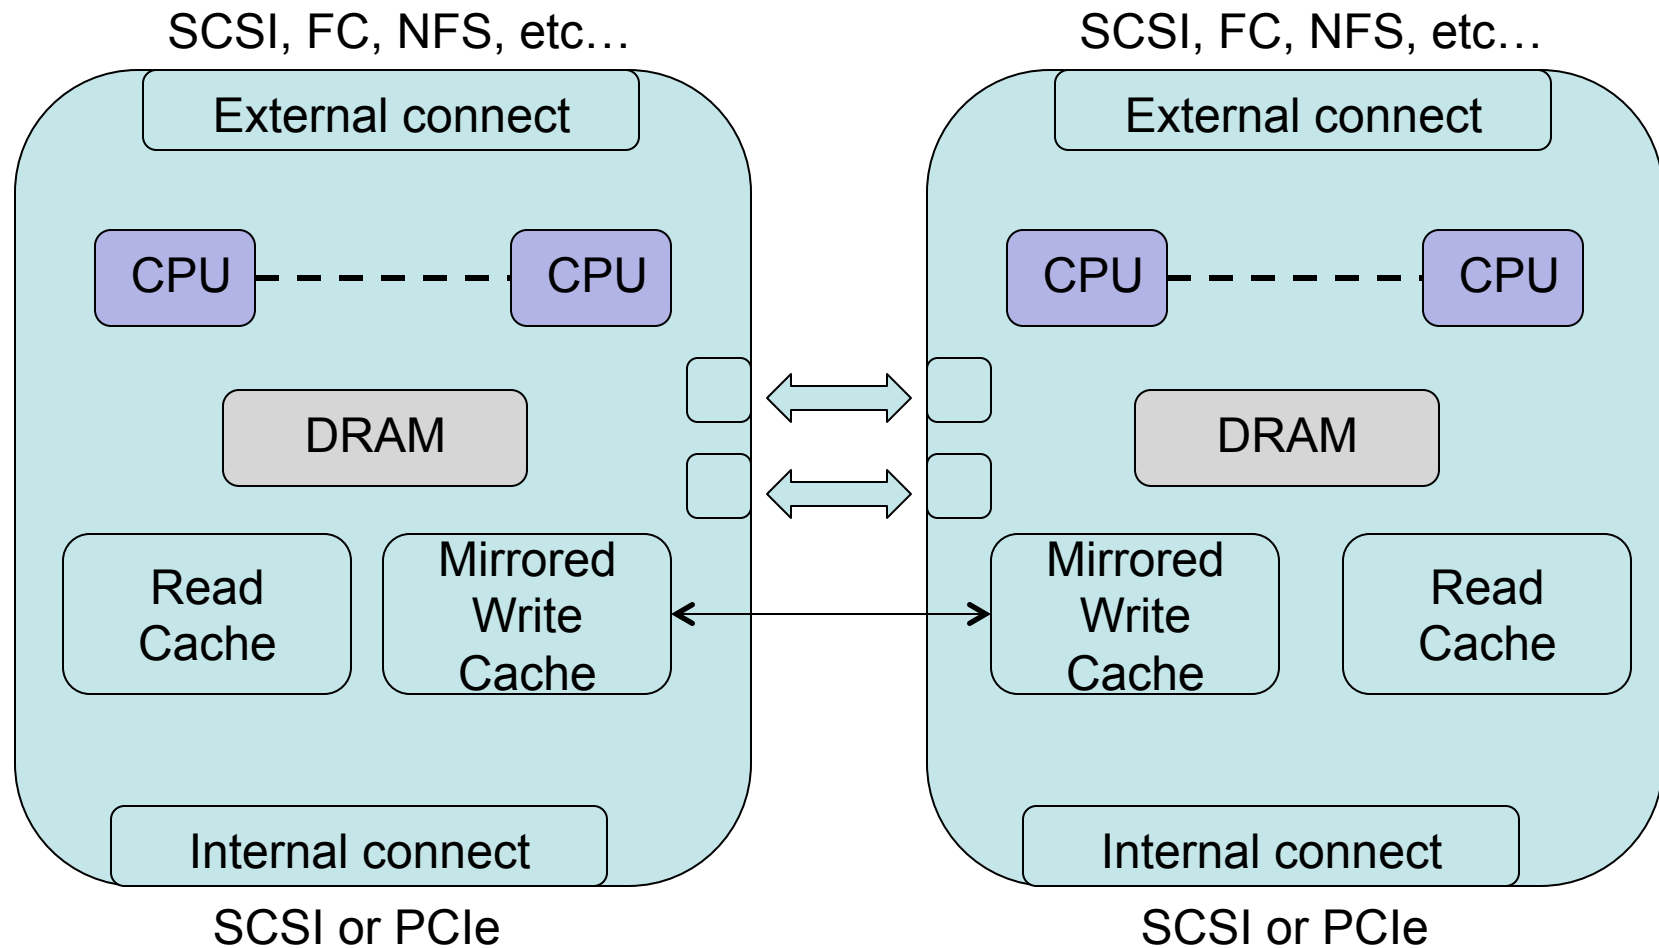 SCSI, FC, NFS, etc…
External connect
CPU
CPU
DRAM
Read
Cache
Mirrored
Write
Cache
Internal connect
SCSI or PCIe
SCSI, FC, NFS, etc…
External connect
CPU
CPU
DRAM
Mirrored
Write
Cache
Read
Cache
Internal connect
SCSI or PCIe